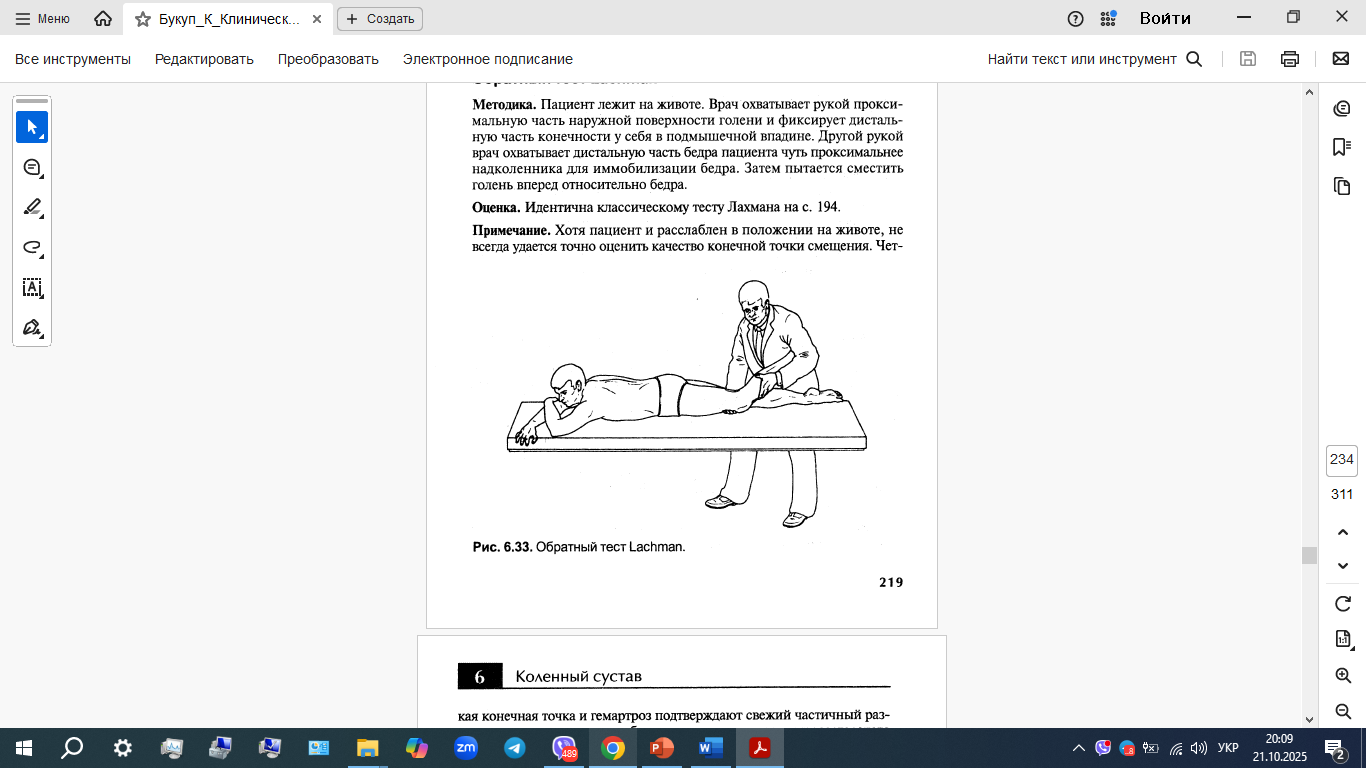 Меню
Букуп_К_Клиническ...
Создать
Войти
Все инструменты
Редактировать
Преобразовать
Электронное подписание
Найти текст или инструмент
Методика. Пациент лежит на животе. Врач охватывает рукой прокси-
мальную часть наружной поверхности голени и фиксирует дисталь-
ную часть конечности у себя в подмышечной впадине. Другой рукой
врач охватывает дистальную часть бедра пациента чуть проксимальнее
надколенника для иммобилизации бедра. Затем пытается сместить
голень вперед относительно бедра.
Оценка. Идентична классическому тесту Лахмана на с. 194.
Примечание. Хотя пациент и расслаблен в положении на животе, не
всегда удается точно оценить качество конечной точки смещения. Чет-
Рис. 6.33. Обратный тест Lachman.
219
6 Коленный сустав
кая конечная точка и гемартроз подтверждают свежий частичный раз-
234
311
1:1
zm
489
УКР
20:09
21.10.2025
2